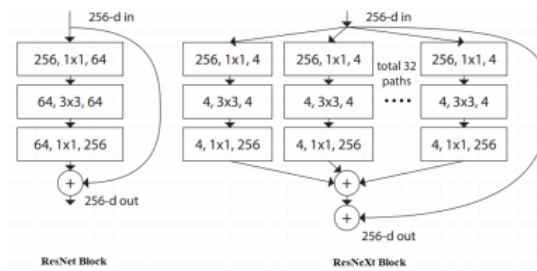 256-d in
256, 1x1, 64
64, 3x3, 64
64, 1x1, 256
+
256-d out
ResNet Block
256-d in
256, 1x1, 4
256, 1x1, 4
total 32
paths
....
256, 1x1, 4
4, 3x3, 4
4, 3x3, 4
4, 3x3, 4
4, 1x1, 256
4, 1x1, 256
4, 1x1, 256
+
+
256-d out
ResNeXt Block